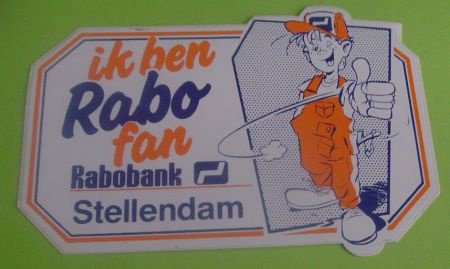 ik ben
Rabo
fan
Rabobank
Stellendam